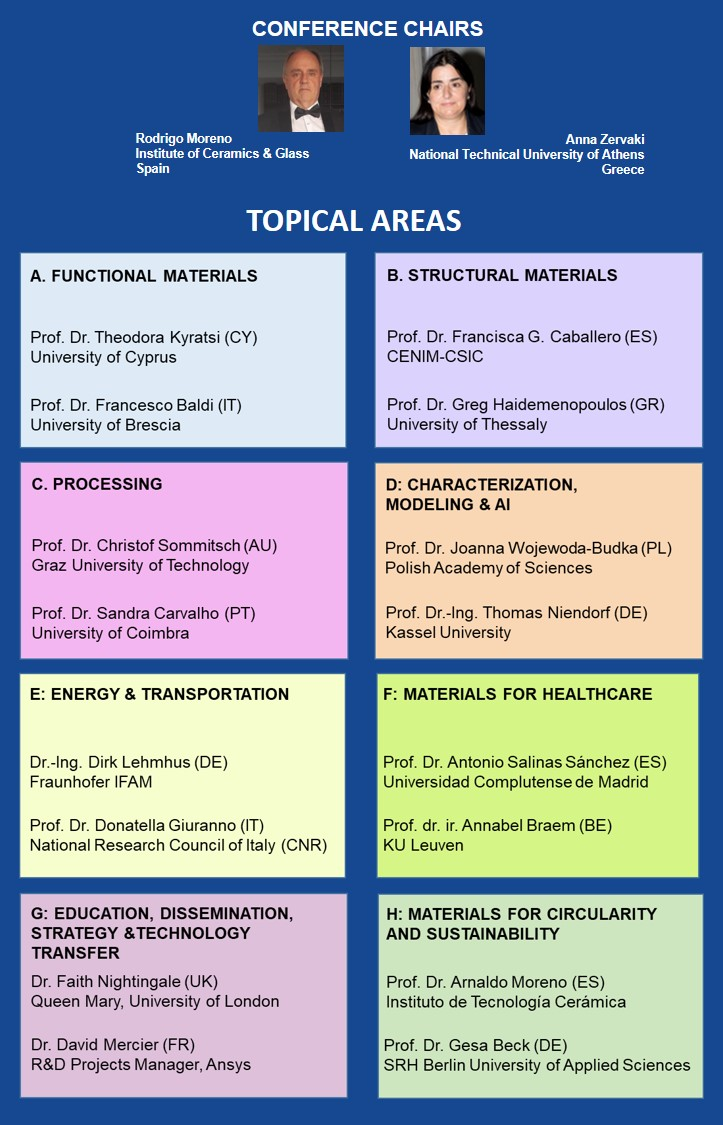 CONFERENCE CHAIRS
Rodrigo Moreno
Institute of Ceramics & Glass
Spain
Anna Zervaki
National Technical University of Athens
Greece
TOPICAL AREAS
A. FUNCTIONAL MATERIALS
Prof. Dr. Theodora Kyratsi (CY)
University of Cyprus
Prof. Dr. Francesco Baldi (IT)
University of Brescia
B. STRUCTURAL MATERIALS
Prof. Dr. Francisca G. Caballero (ES)
CENIM-CSIC
Prof. Dr. Greg Haidemenopoulos (GR)
University of Thessaly
C. PROCESSING
Prof. Dr. Christof Sommitsch (AU)
Graz University of Technology
Prof. Dr. Sandra Carvalho (PT)
University of Coimbra
D: CHARACTERIZATION,
MODELING & AI
Prof. Dr. Joanna Wojewoda-Budka (PL)
Polish Academy of Sciences
Prof. Dr.-Ing. Thomas Niendorf (DE)
Kassel University
E: ENERGY & TRANSPORTATION
Dr.-Ing. Dirk Lehmhus (DE)
Fraunhofer IFAM
Prof. Dr. Donatella Giuranno (IT)
National Research Council of Italy (CNR)
F: MATERIALS FOR HEALTHCARE
Prof. Dr. Antonio Salinas Sánchez (ES)
Universidad Complutense de Madrid
Prof. dr. ir. Annabel Braem (BE)
KU Leuven
G: EDUCATION, DISSEMINATION,
STRATEGY &TECHNOLOGY
TRANSFER
Dr. Faith Nightingale (UK)
Queen Mary, University of London
Dr. David Mercier (FR)
R&D Projects Manager, Ansys
H: MATERIALS FOR CIRCULARITY
AND SUSTAINABILITY
Prof. Dr. Arnaldo Moreno (ES)
Instituto de Tecnología Cerámica
Prof. Dr. Gesa Beck (DE)
SRH Berlin University of Applied Sciences